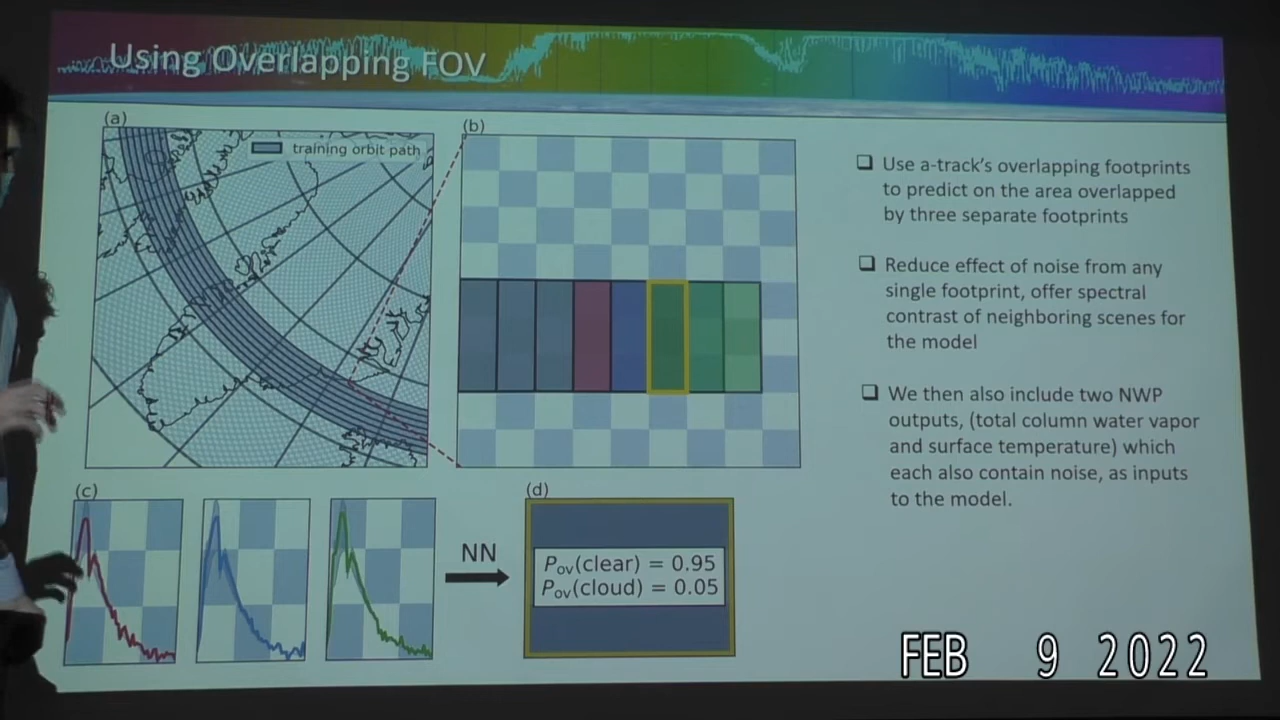 Using Overlapping FOV
(a)
training orbit path
(b)
❑ Use a-track's overlapping footprints
to predict on the area overlapped
by three separate footprints
❑ Reduce effect of noise from any
single footprint, offer spectral
contrast of neighboring scenes for
the model
❑ We then also include two NWP
outputs, (total column water vapor
and surface temperature) which
each also contain noise, as inputs
to the model.
(c)
NN
(d)
Pov(clear) = 0.95
Pov(cloud) = 0.05
FEB 9 2022